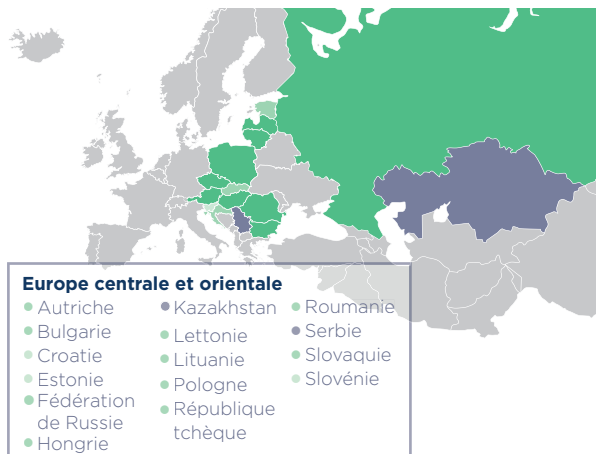 Europe centrale et orientale
Autriche
Bulgarie
Croatie
Estonie
Fédération
de Russie
Hongrie
Kazakhstan
Lettonie
Lituanie
Pologne
République
tchèque
Roumanie
Serbie
Slovaquie
Slovénie